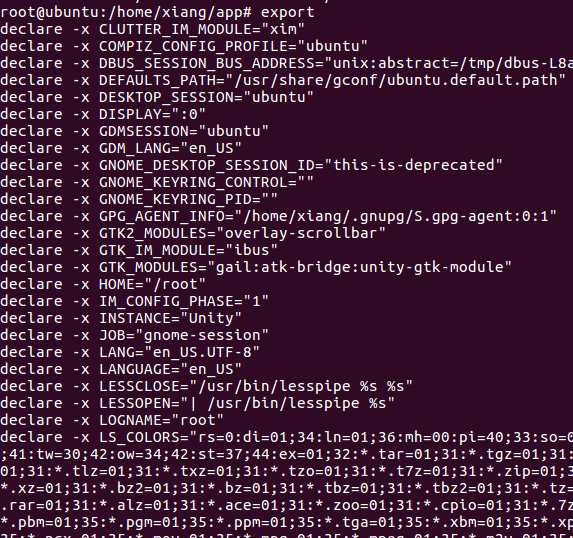 root@ubuntu:/home/xiang/app# export
declare -x CLUTTER_IM_MODULE="xim"
declare -x COMPIZ_CONFIG_PROFILE="ubuntu"
declare -x DBUS_SESSION_BUS_ADDRESS="unix:abstract=/tmp/dbus-L8a
declare -x DEFAULTS_PATH="/usr/share/gconf/ubuntu.default.path"
declare -x DESKTOP_SESSION="ubuntu"
declare -x DISPLAY=":0"
declare -x GDMSESSION="ubuntu"
declare -x GDM_LANG="en_US"
declare -x GNOME_DESKTOP_SESSION_ID="this-is-deprecated"
declare -x GNOME_KEYRING_CONTROL=""
declare -x GNOME_KEYRING_PID=""
declare -x GPG_AGENT_INFO="/home/xiang/.gnupg/S.gpg-agent:0:1"
declare -x GTK2_MODULES="overlay-scrollbar"
declare -x GTK_IM_MODULE="ibus"
declare -x GTK_MODULES="gail:atk-bridge:unity-gtk-module"
declare -x HOME="/root"
declare -x IM_CONFIG_PHASE="1"
declare -x INSTANCE="Unity"
declare -x JOB="gnome-session"
declare -x LANG="en_US.UTF-8"
declare -x LANGUAGE="en_US"
declare -x LESSCLOSE="/usr/bin/lesspipe %s %s"
declare -x LESSOPEN="| /usr/bin/lesspipe %s"
declare -x LOGNAME="root"
declare -x LS_COLORS="rs=0:di=01;34:ln=01;36:mh=00:pi=40;33:so=0
;41:tw=30;42:ow=34;42:st=37;44:ex=01;32:*.tar=01;31:*.tgz=01;31:
01;31:*.tlz=01;31:*.txz=01;31:*.tzo=01;31:*.t7z=01;31:*.zip=01;3
*.xz=01;31:*.bz2=01;31:*.bz=01;31:*.tbz=01;31:*.tbz2=01;31:*.tz=
.rar=01;31:*.alz=01;31:*.ace=01;31:*.zoo=01;31:*.cpio=01;31:*.7z
*.pbm=01;35:*.pgm=01;35:*.ppm=01;35:*.tga=01;35:*.xbm=01;35:*.xp